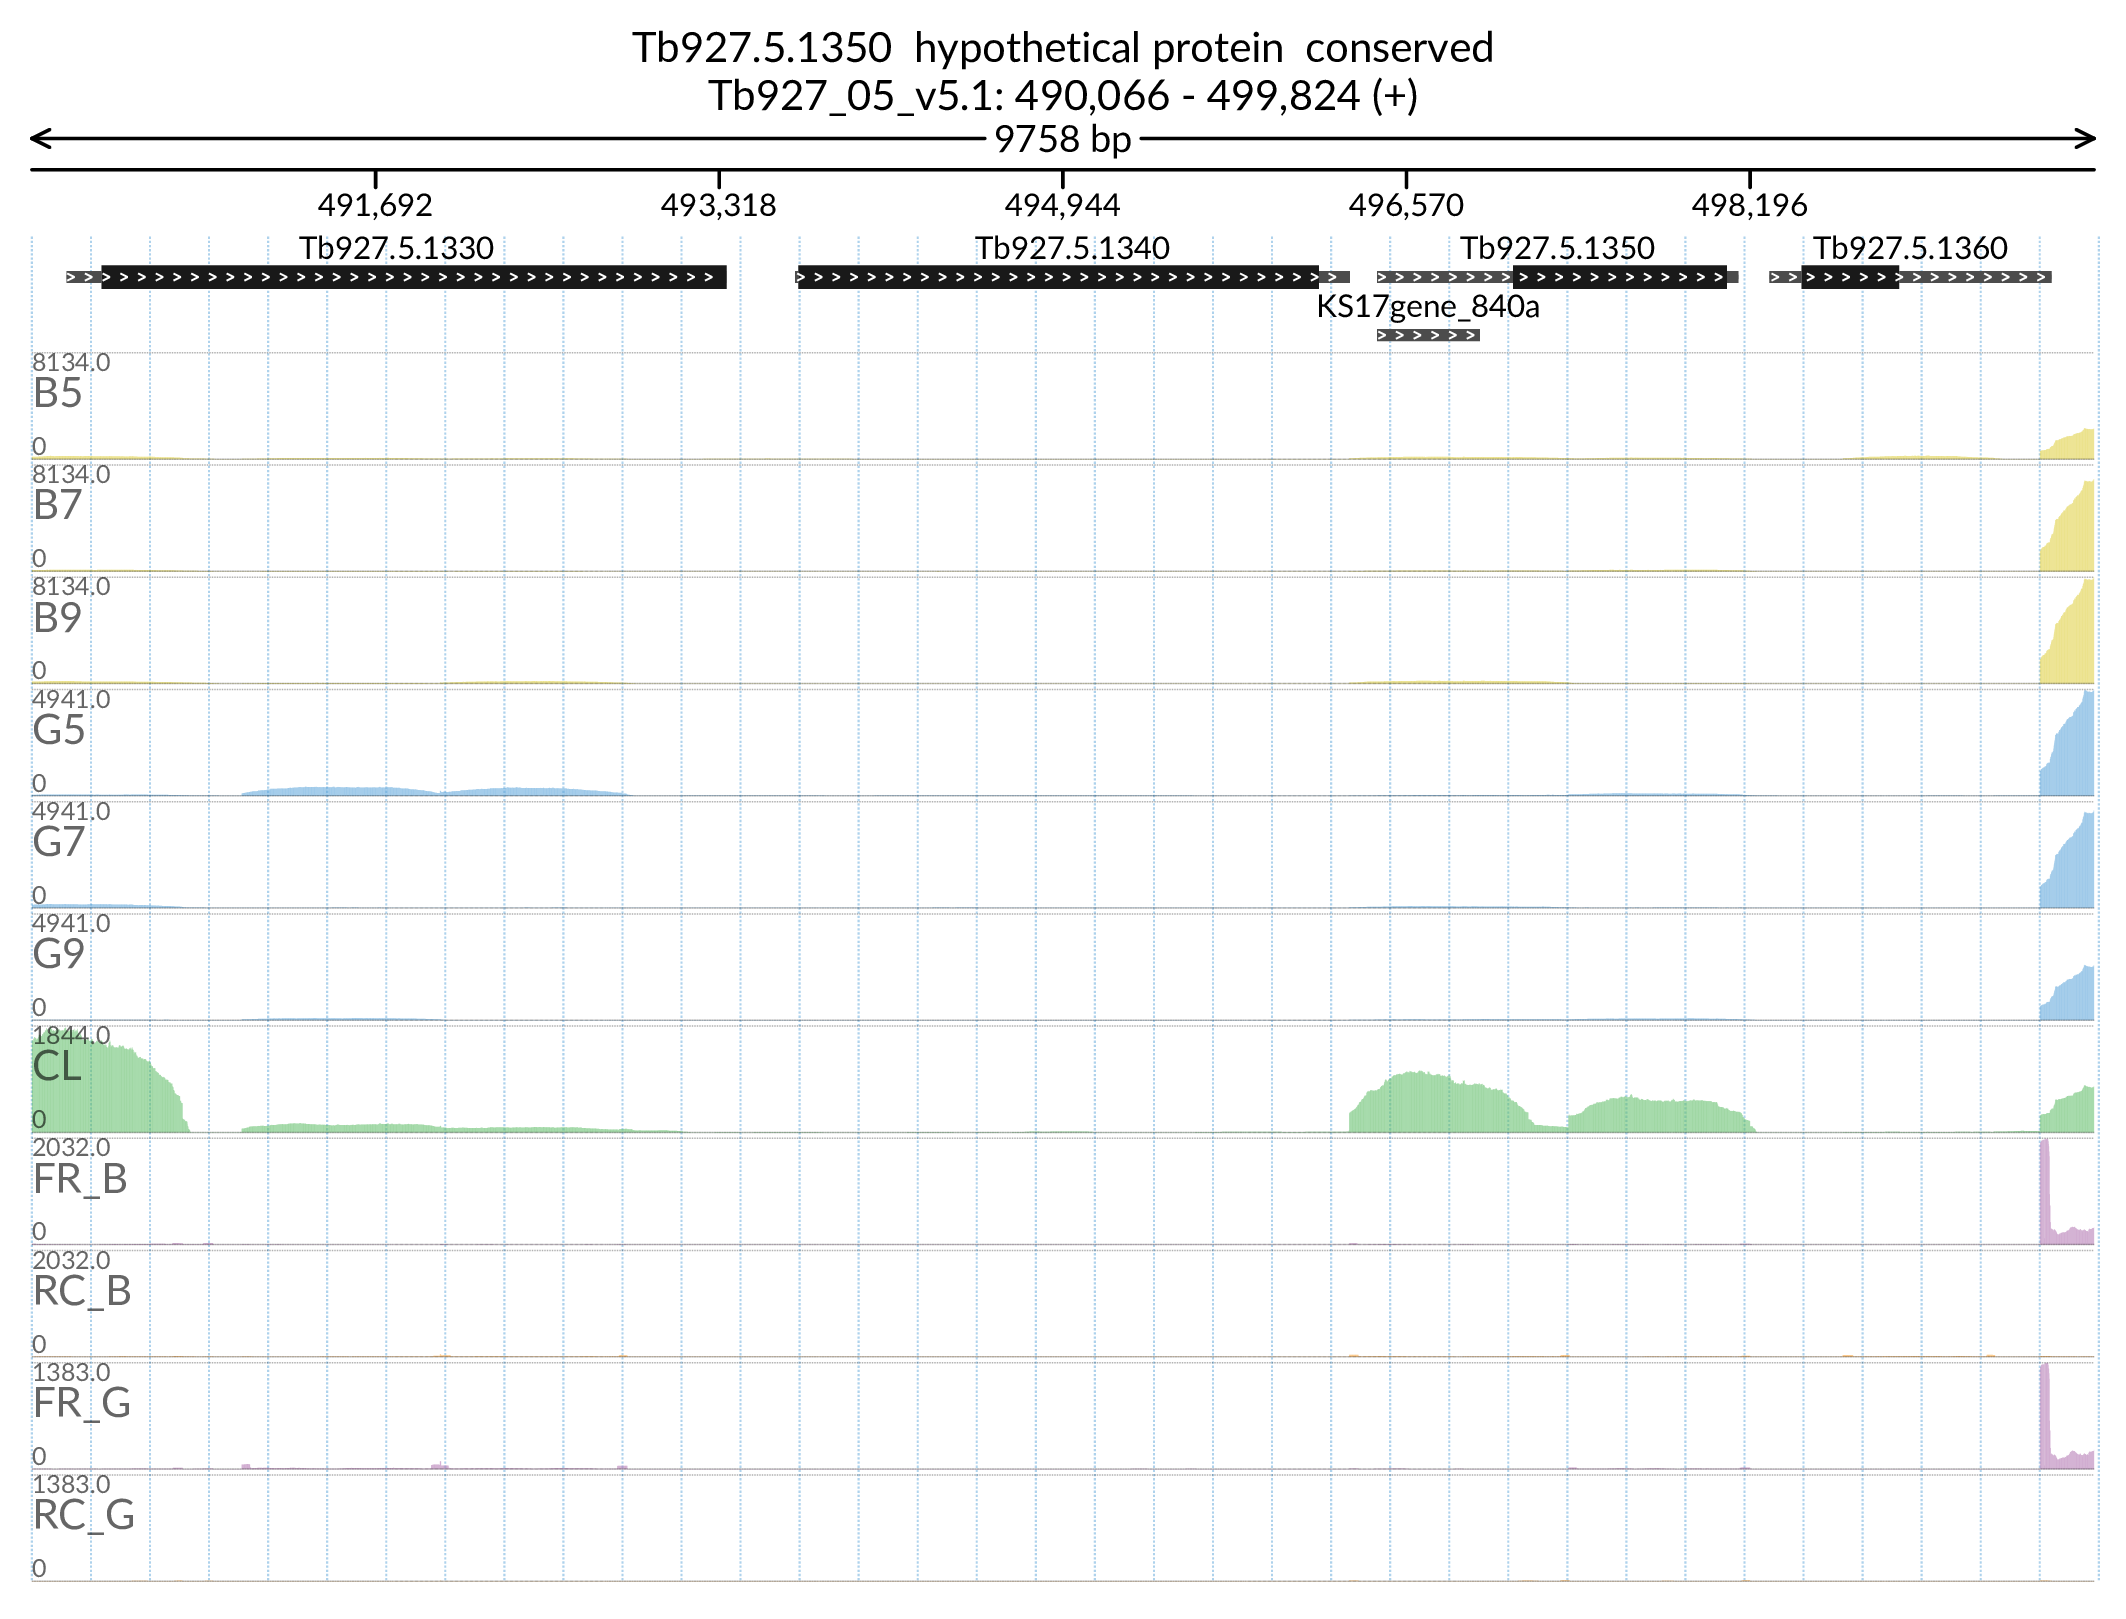 Tb927.5.1350  hypothetical protein  conserved
Tb927_05_v5.1: 490,066 - 499,824 (+)
9758 bp
491,692 493,318 494,944 496,570 498,196
Tb927.5.1330 Tb927.5.1340 Tb927.5.1350 Tb927.5.1360
KS17gene_840a
8134.0
B5
0
8134.0
B7
0
8134.0
B9
0
4941.0
G5
0
4941.0
G7
0
4941.0
G9
0
1844.0
CL
0
2032.0
FR_B
0
2032.0
RC_B
0
1383.0
FR_G
0
1383.0
RC_G
0